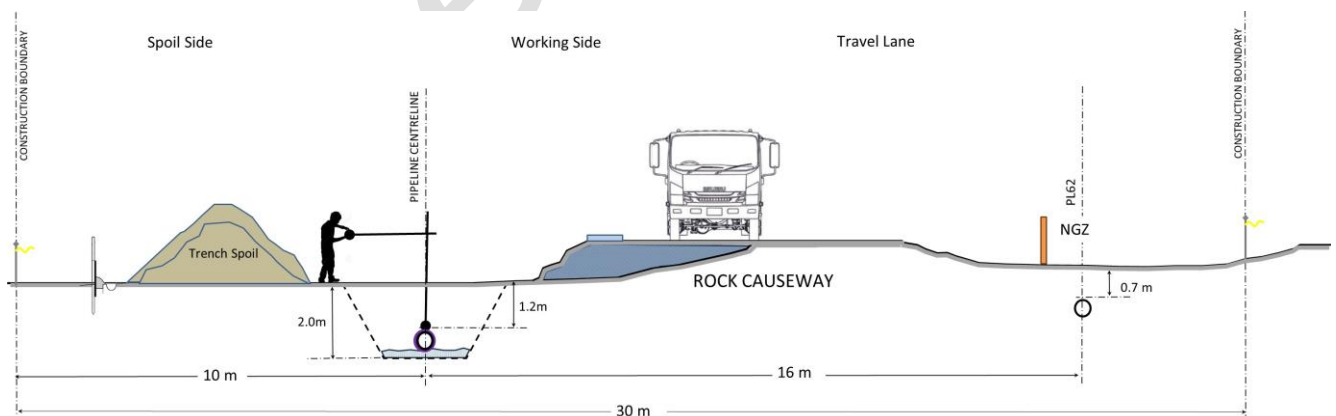 Spoil Side
Working Side
Travel Lane
CONSTRUCTION BOUNDARY
PIPELINE CENTRELINE
PL62
CONSTRUCTION BOUNDARY
NGZ
Trench Spoil
ISUZU
ROCK CAUSEWAY
0.7 m
1.2m
2.0m
10 m
16 m
30 m